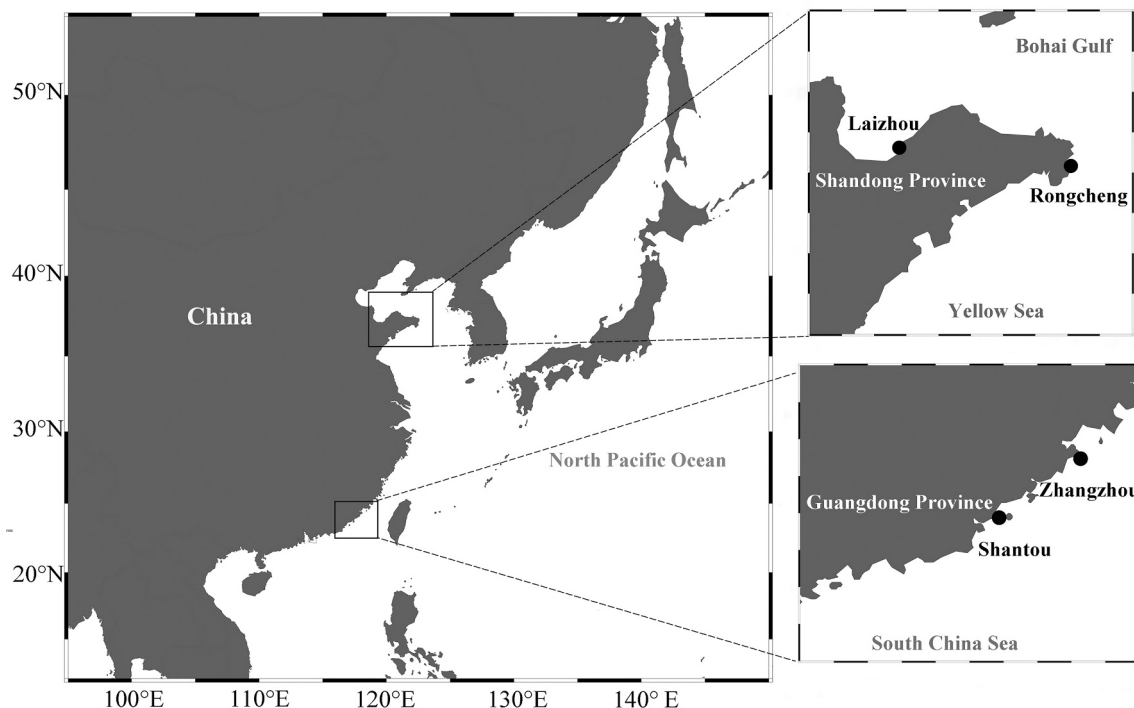 50°N
40°N
30°N
20°N
100°E
110°E
120°E
130°E
140° E
China
North Pacific Ocean
Bohai Gulf
Laizhou
Shandong Province
Rongcheng
Yellow Sea
Guangdong Province
Zhangzhou
Shantou
South China Sea